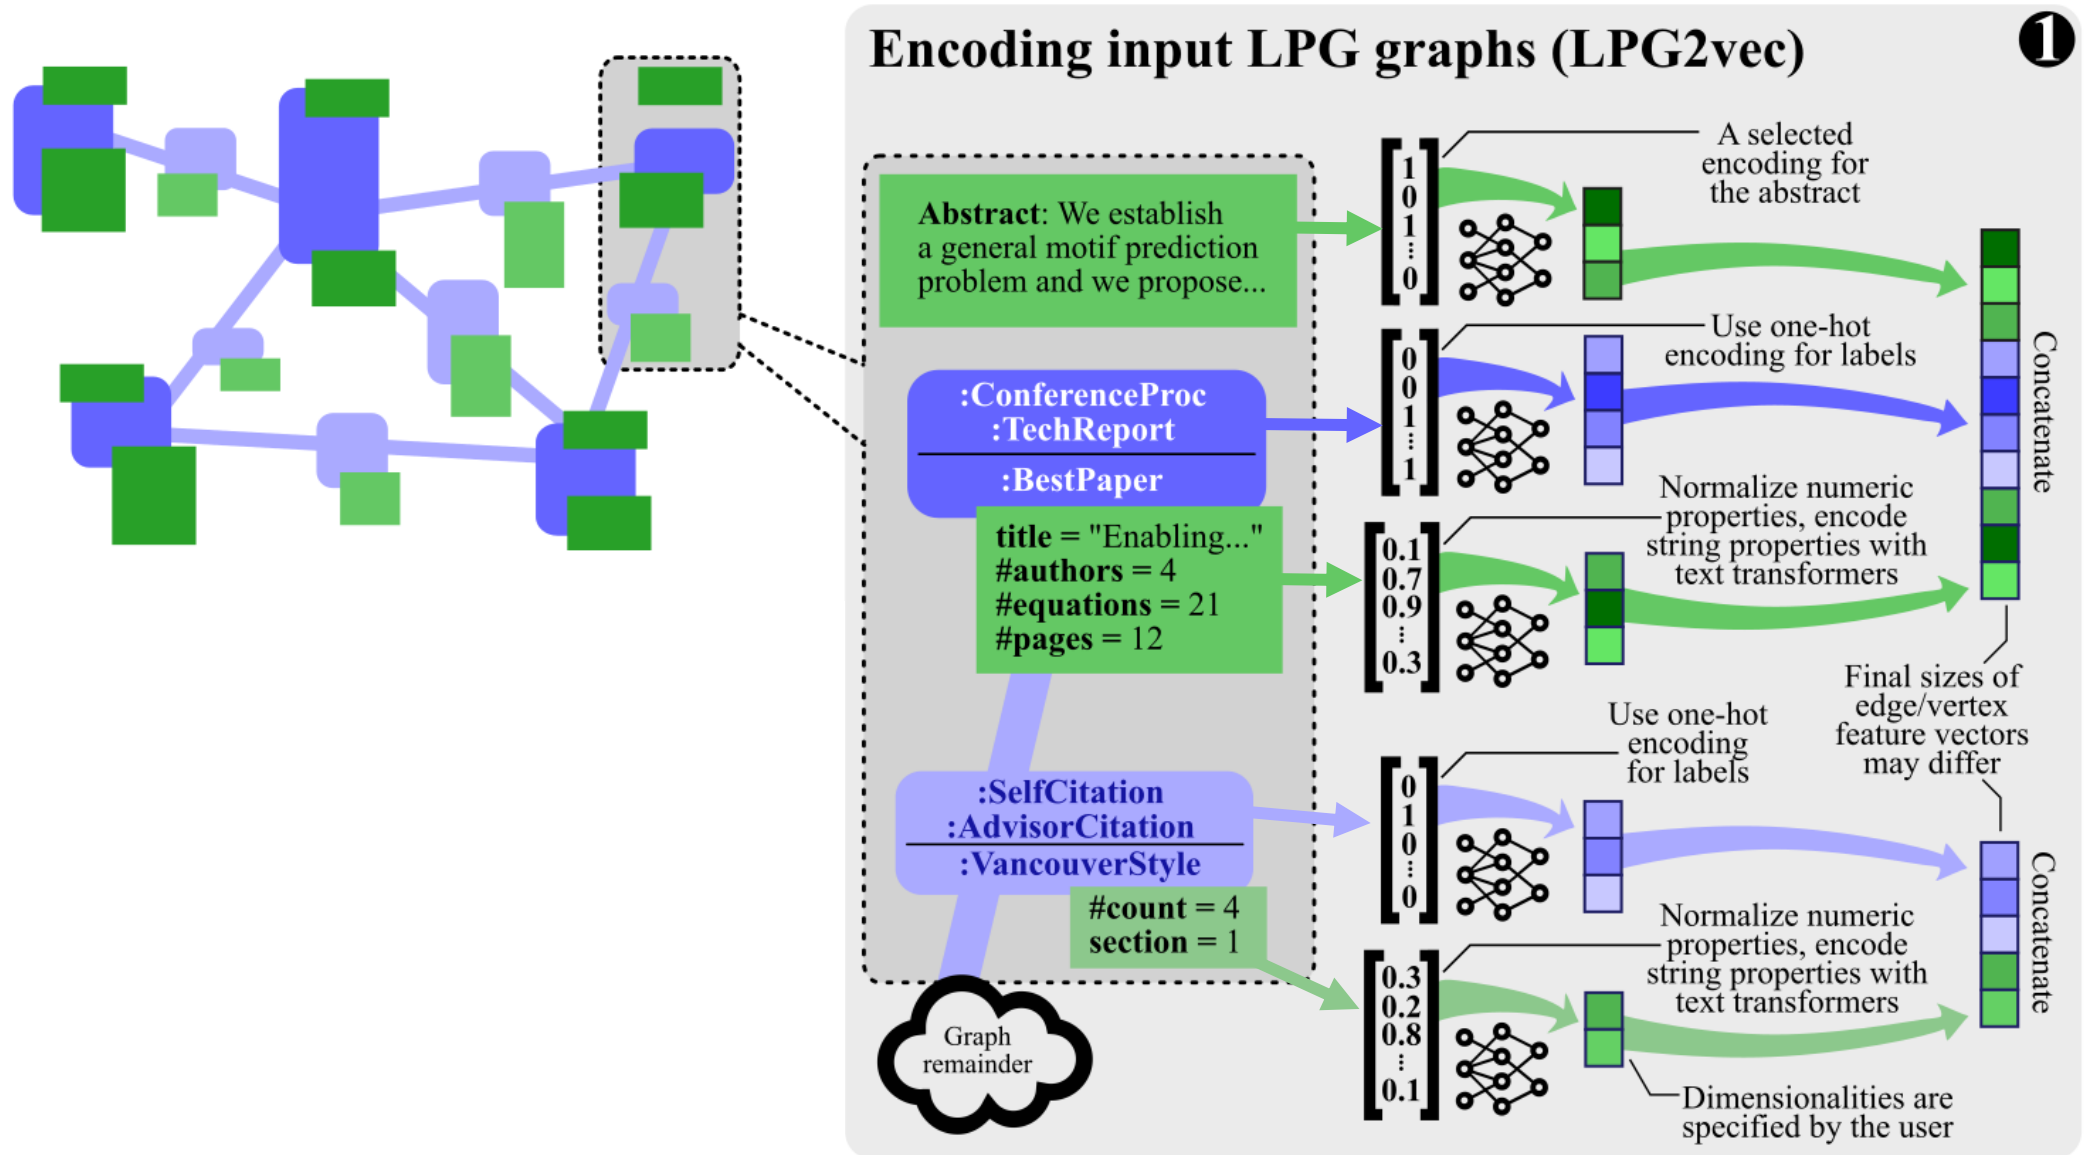 Encoding input LPG graphs (LPG2vec)
1
Abstract: We establish
a general motif prediction
problem and we propose...
:ConferenceProc
:TechReport
:BestPaper
title = "Enabling..."
#authors = 4
#equations = 21
#pages = 12
:SelfCitation
:AdvisorCitation
:VancouverStyle
#count = 4
section = 1
Graph
remainder
1
0
1
0
A selected
encoding for
the abstract
0
0
1
1
Use one-hot
encoding for labels
0.1
0.7
0.9
0.3
Normalize numeric
properties, encode
string properties with
text transformers
Concatenate
Final sizes of
edge/vertex
feature vectors
may differ
0
1
0
0
Use one-hot
encoding
for labels
0.3
0.2
0.8
0.1
Normalize numeric
properties, encode
string properties with
text transformers
Concatenate
Dimensionalities are
specified by the user